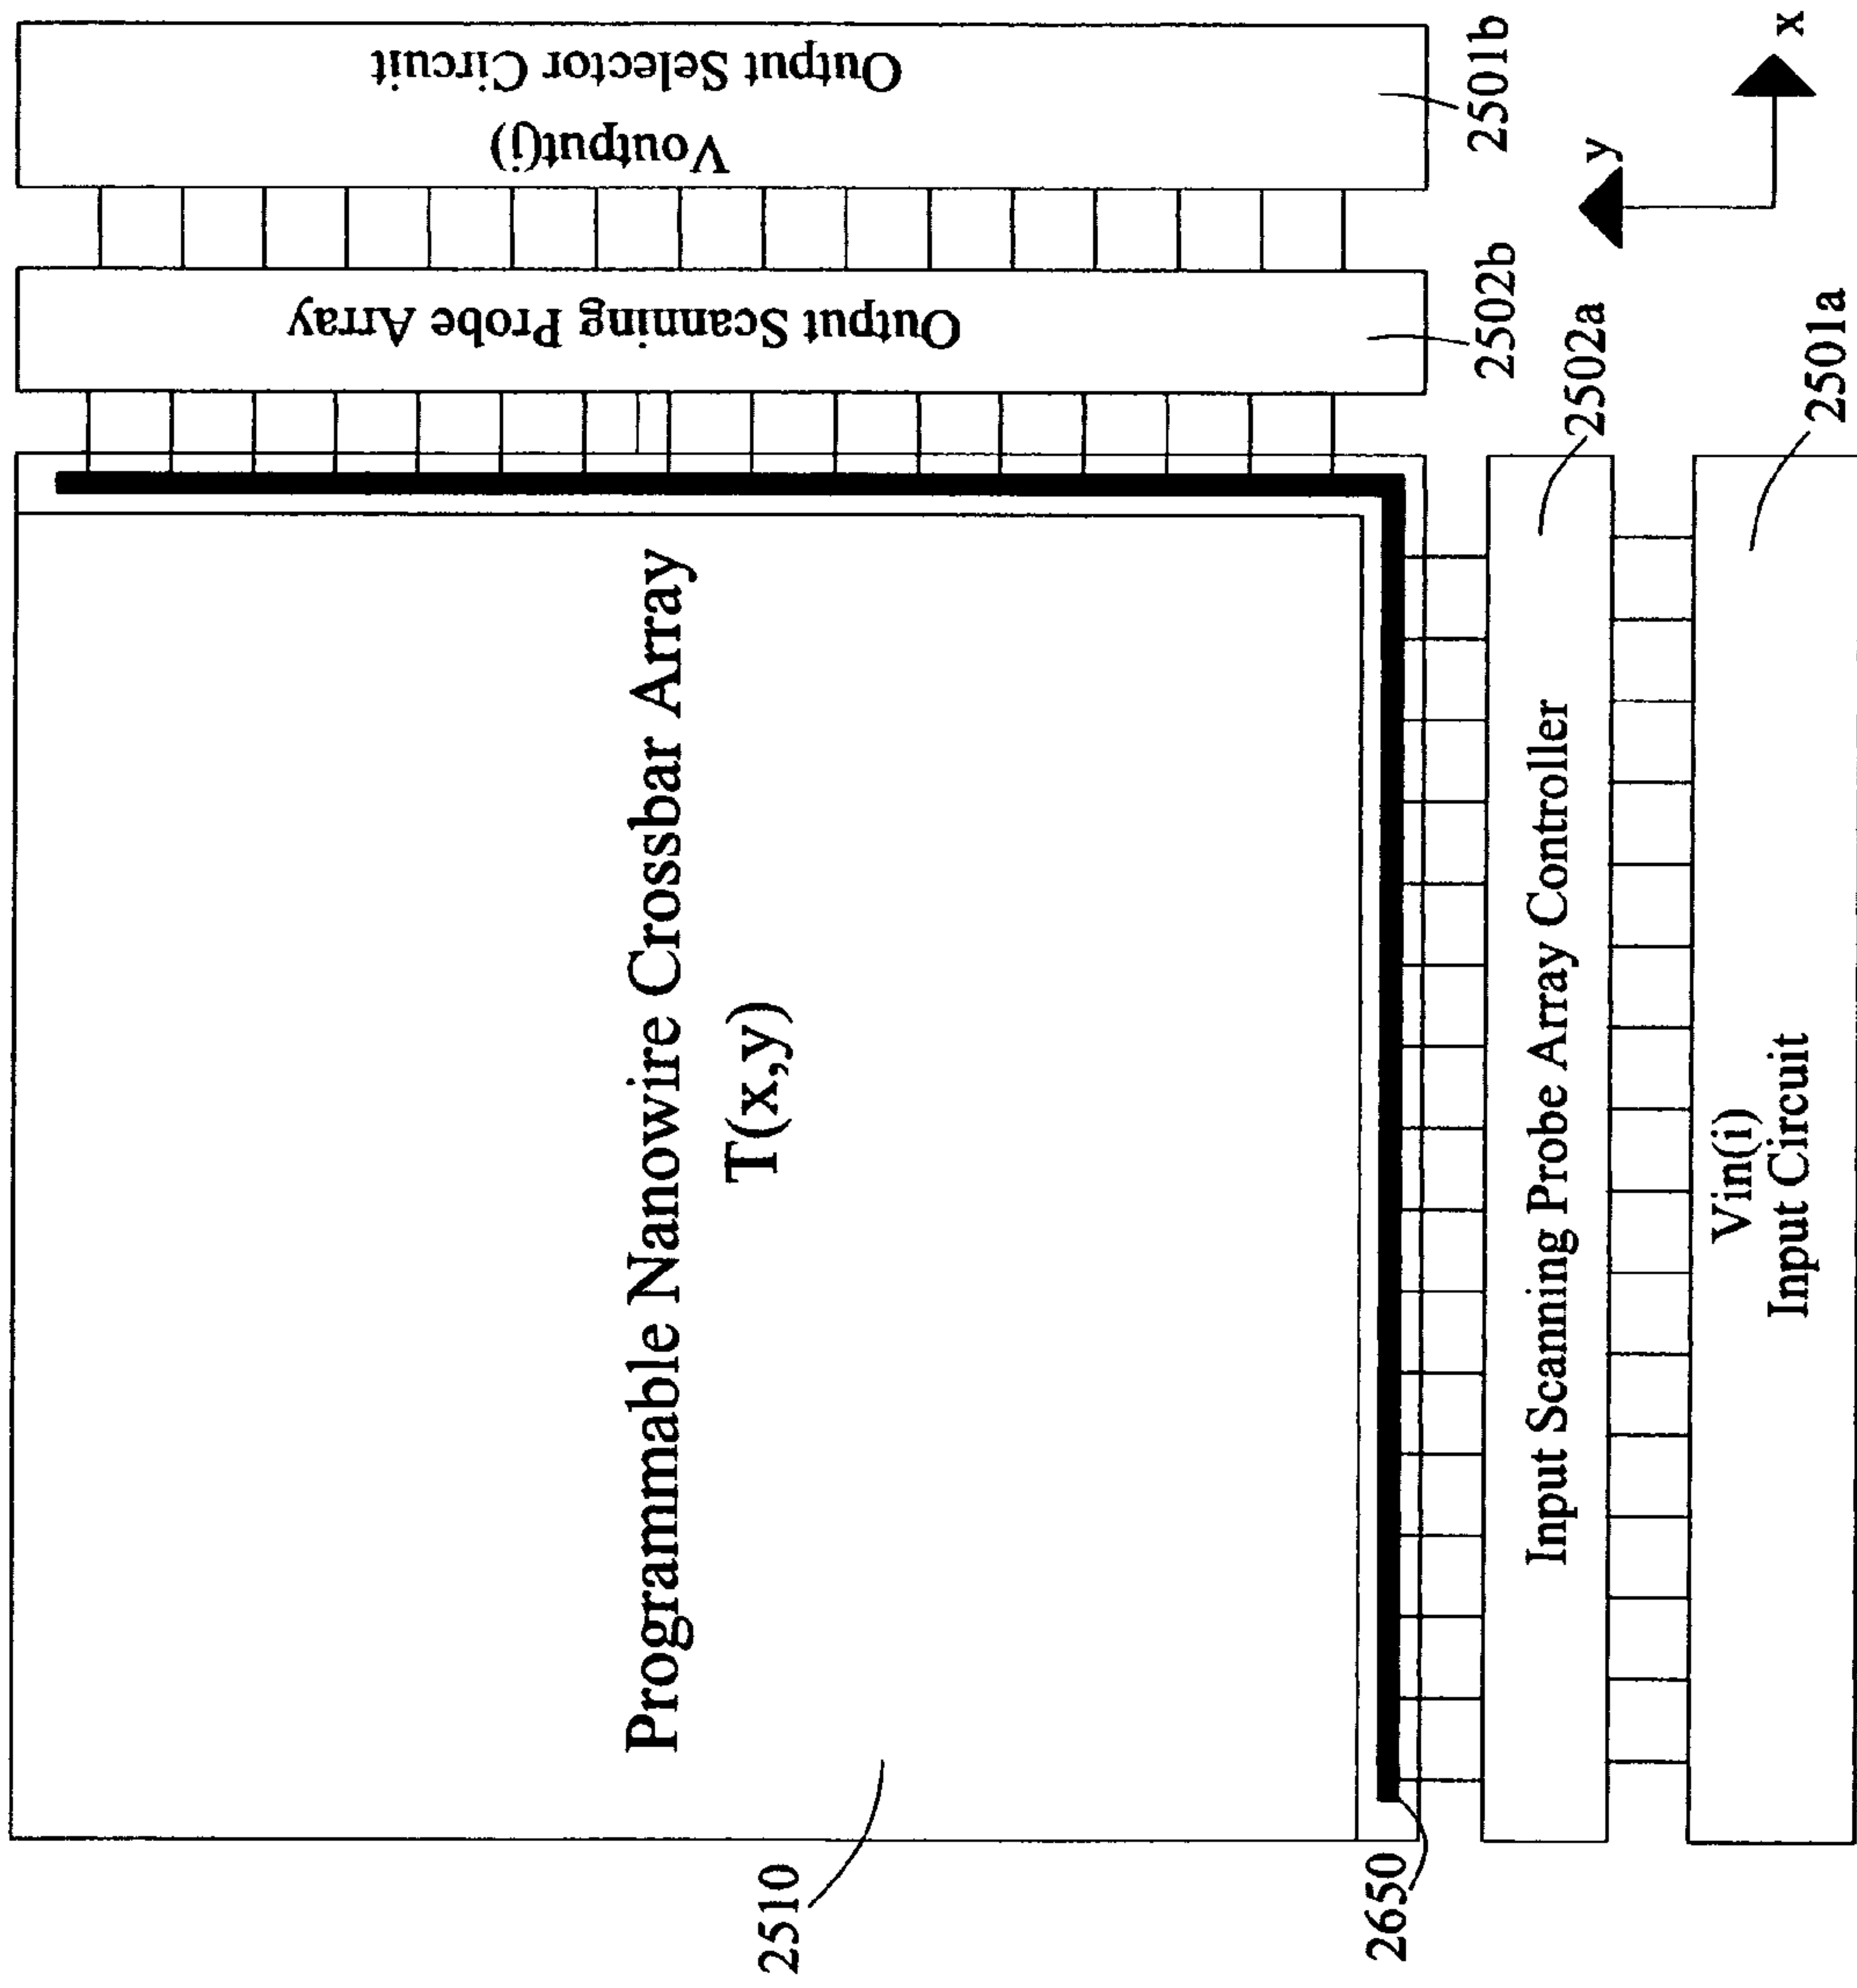 Programmable Nanowire Crossbar Array
T(x,y)
2510
2650
Input Scanning Probe Array Controller
2502a
Vin(i)
Input Circuit
2501a
Output Scanning Probe Array
2502b
Output Selector Circuit
Voutput(j)
2501b
y
x